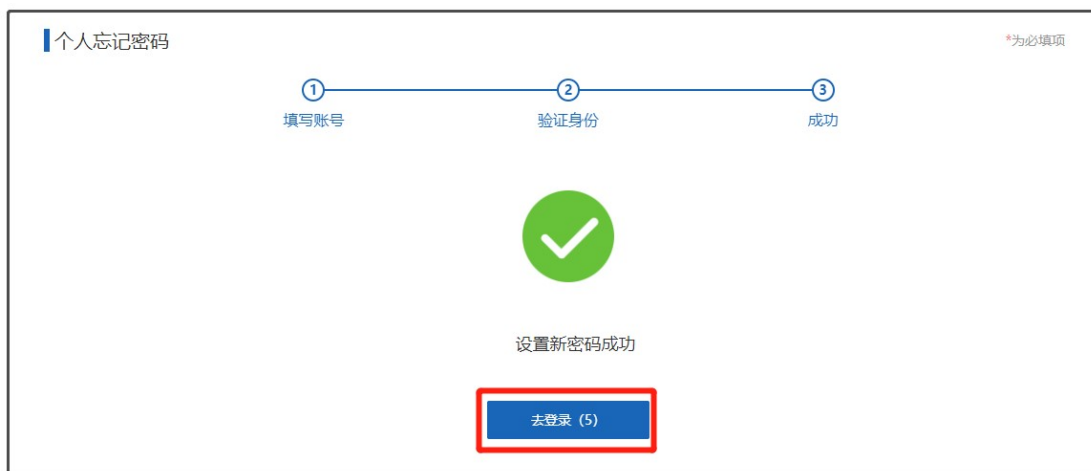 个人忘记密码
*为必填项
1
2
3
填写账号
验证身份
成功
设置新密码成功
去登录（5）